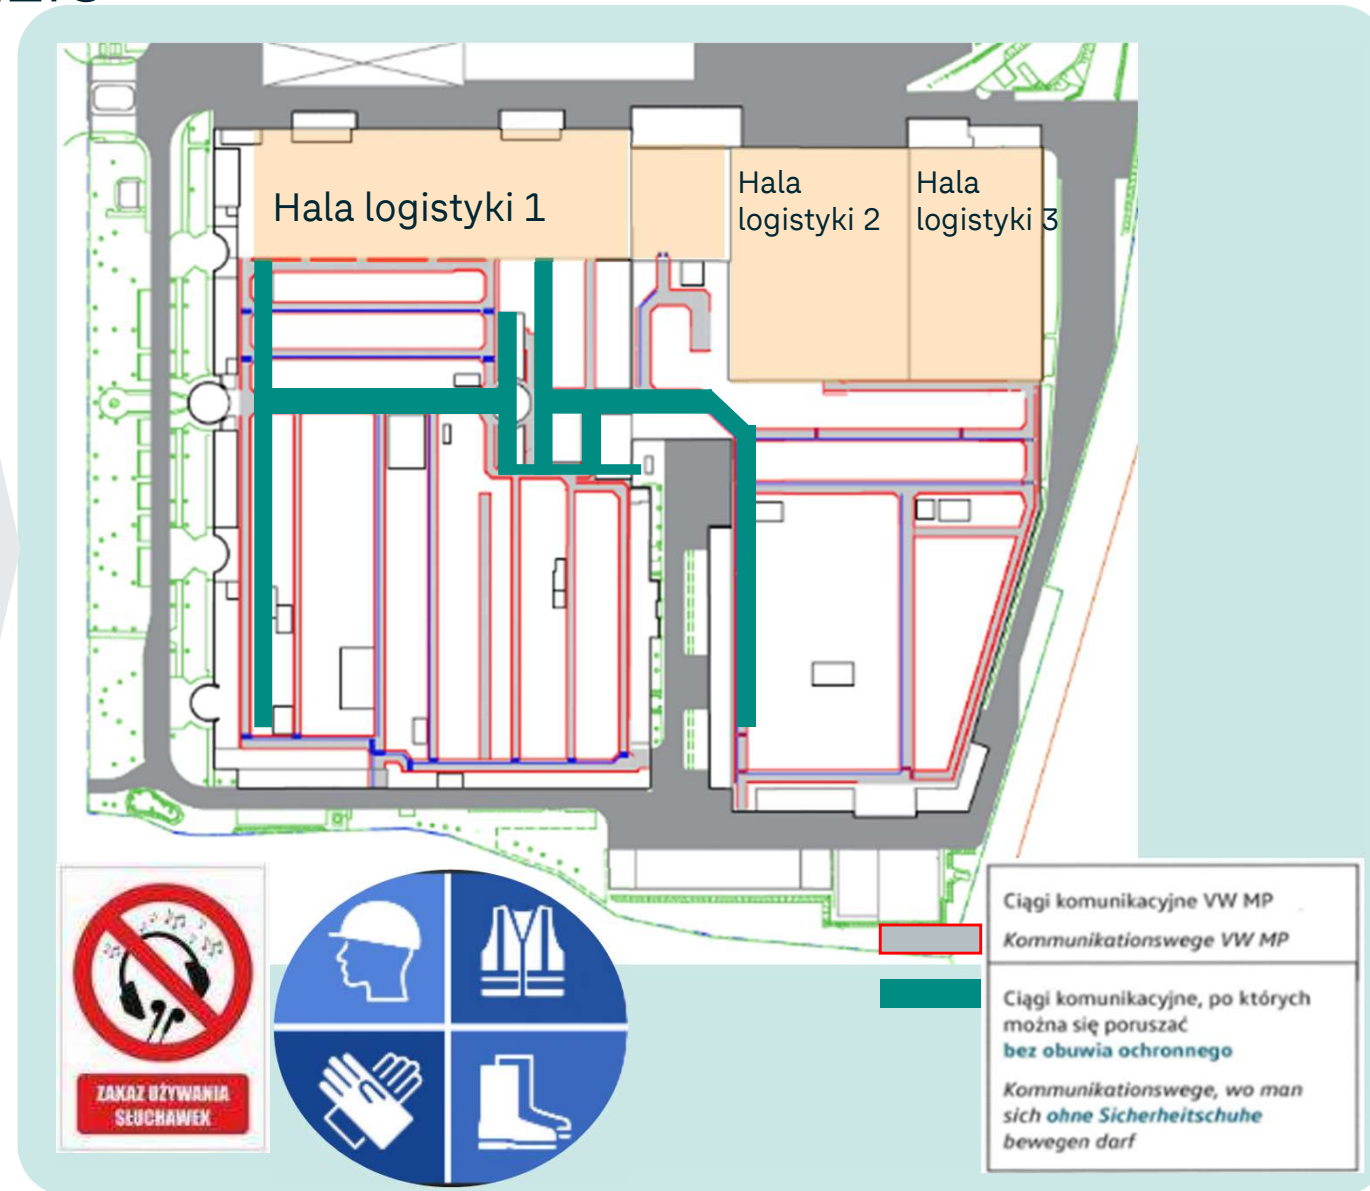 Hala logistyki 1
Hala
logistyki 2
Hala
logistyki 3
ZAKAZ UŻYWANIA
SŁUCHAWEK
Ciągi komunikacyjne VW MP
Kommunikationswege VW MP
Ciągi komunikacyjne, po których
można się poruszać
bez obuwia ochronnego
Kommunikationswege, wo man
sich ohne Sicherheitschuhe
bewegen darf